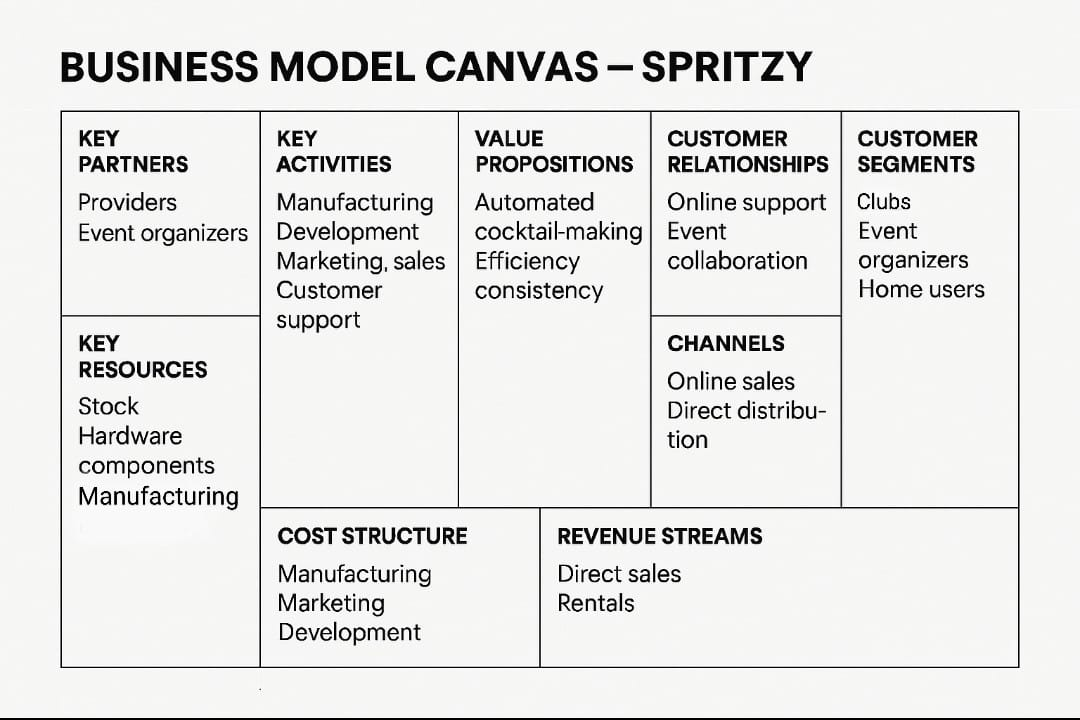 BUSINESS MODEL CANVAS – SPRITZY
KEY
PARTNERS
Providers
Event organizers
KEY
ACTIVITIES
Manufacturing
Development
Marketing, sales
Customer
support
VALUE
PROPOSITIONS
Automated
cocktail-making
Efficiency
consistency
CUSTOMER
RELATIONSHIPS
Online support
Event
collaboration
CUSTOMER
SEGMENTS
Clubs
Event
organizers
Home users
KEY
RESOURCES
Stock
Hardware
components
Manufacturing
CHANNELS
Online sales
Direct distribu-
tion
COST STRUCTURE
Manufacturing
Marketing
Development
REVENUE STREAMS
Direct sales
Rentals